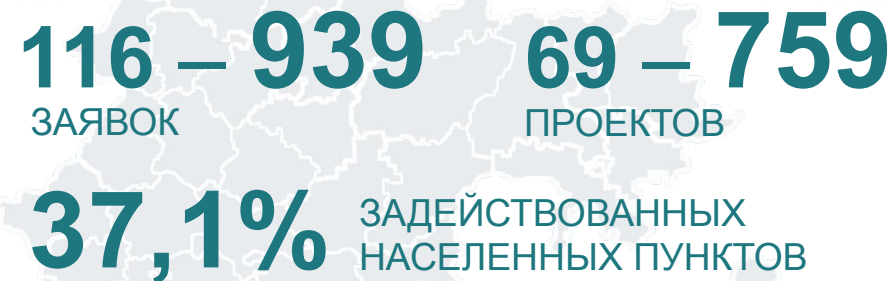 116 – 939
ЗАЯВОК
69 – 759
ПРОЕКТОВ
37,1%
ЗАДЕЙСТВОВАННЫХ
НАСЕЛЕННЫХ ПУНКТОВ